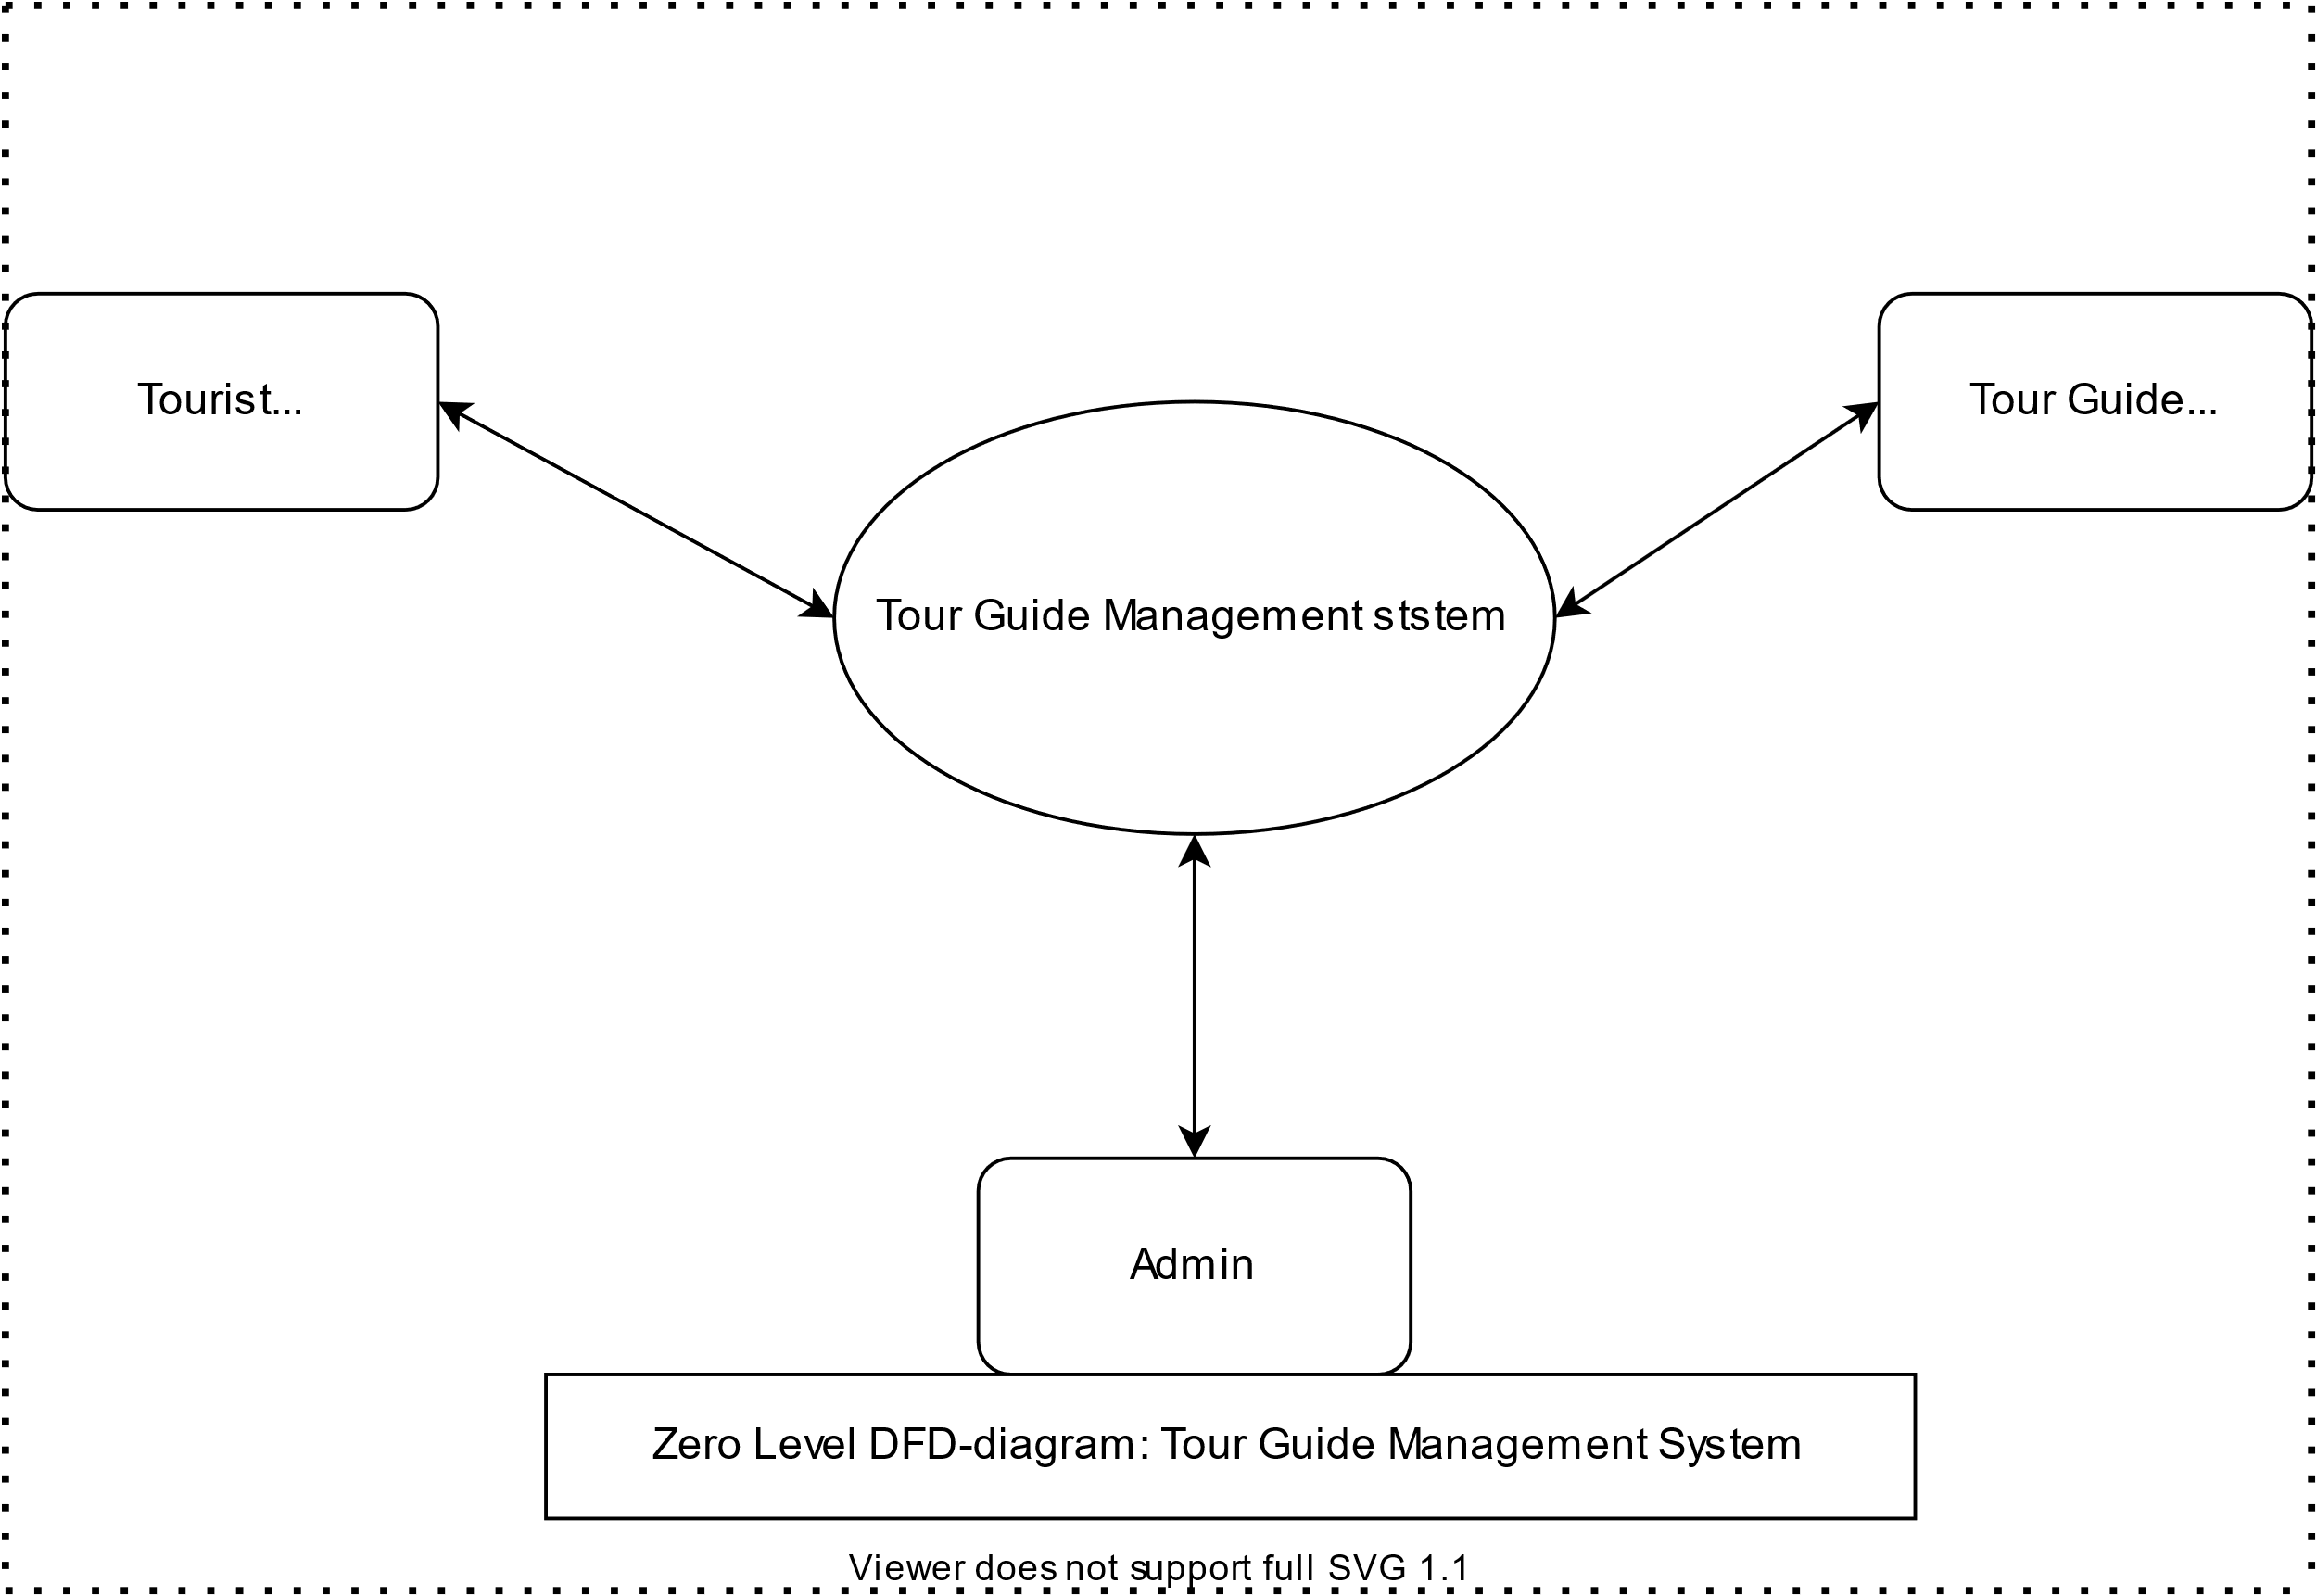 Tourist...
Tour Guide...
Tour Guide Management ststem
Admin
Zero Level DFD-diagram: Tour Guide Management System
Viewer does not support full SVG 1.1